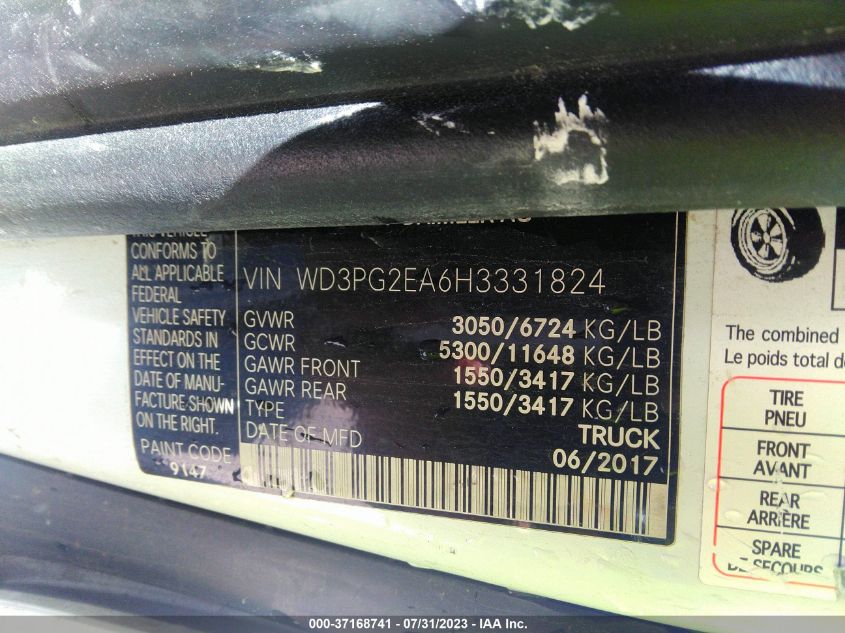 THIS VEHICLE
CONFORMS TO
ALL APPLICABLE
FEDERAL
VEHICLE SAFETY
STANDARDS IN
EFFECT ON THE
DATE OF MANU-
FACTURE SHOWN
ON THE RIGHT.
PAINT CODE
9147
VIN WD3PG2EA6H3331824
GVWR 3050/6724 KG/LB
GCWR 5300/11648 KG/LB
GAWR FRONT 1550/3417 KG/LB
GAWR REAR 1550/3417 KG/LB
TYPE TRUCK
DATE OF MFD 06/2017
The combined
Le poids total
TIRE
PNEU
FRONT
AVANT
REAR
ARRIÈRE
SPARE
DE SECOURS
000-37168741 - 07/31/2023 - IAA Inc.